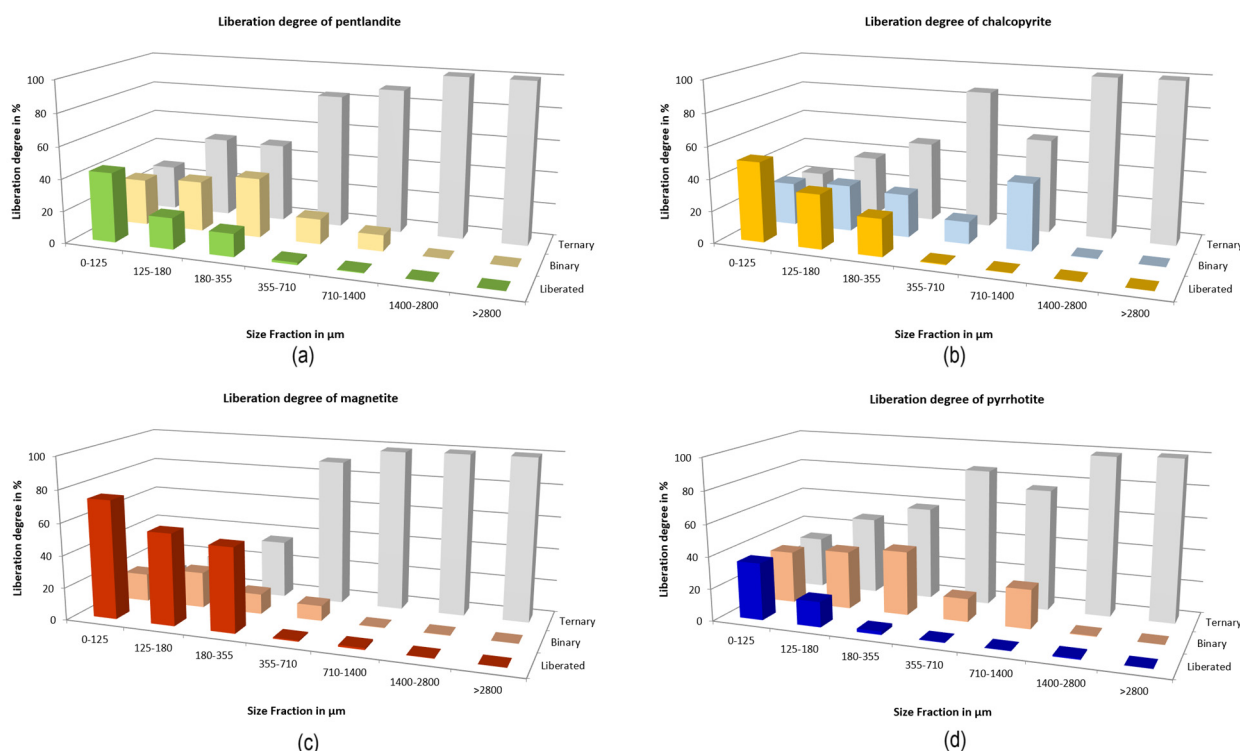 Liberation degree of pentlandite
Liberation degree in %
100
80
60
40
20
0
0-125
125-180
180-355
355-710
710-1400
1400-2800
>2800
Ternary
Binary
Liberated
Size Fraction in µm
(a)
Liberation degree of chalcopyrite
Liberation degree in %
100
80
60
40
20
0
0-125
125-180
180-355
355-710
710-1400
1400-2800
>2800
Ternary
Binary
Liberated
Size Fraction in µm
(b)
Liberation degree of magnetite
Liberation degree in %
100
80
60
40
20
0
0-125
125-180
180-355
355-710
710-1400
1400-2800
>2800
Ternary
Binary
Liberated
Size Fraction in µm
(c)
Liberation degree of pyrrhotite
Liberation degree in %
100
80
60
40
20
0
0-125
125-180
180-355
355-710
710-1400
1400-2800
>2800
Ternary
Binary
Liberated
Size Fraction in µm
(d)